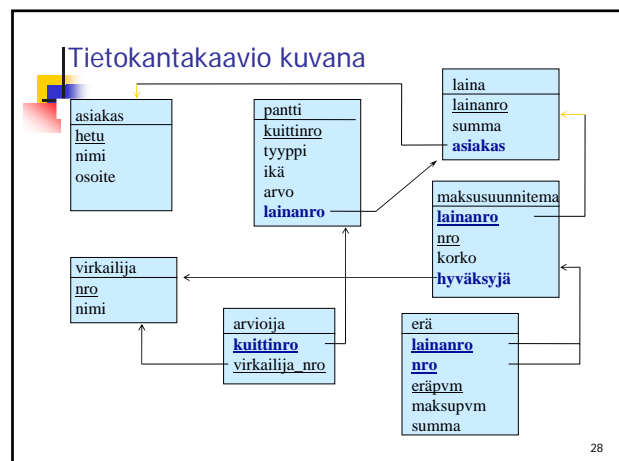 Tietokantakaavio kuvana
asiakas
hetu
nimi
osoite
pantti
kuittinro
tyyppi
ikä
arvo
lainanro
laina
lainanro
summa
asiakas
maksusuunnitema
lainanro
nro
korko
hyväksyjä
virkailija
nro
nimi
arvioija
kuittinro
virkailija_nro
erä
lainanro
nro
eräpvm
maksupvm
summa
28